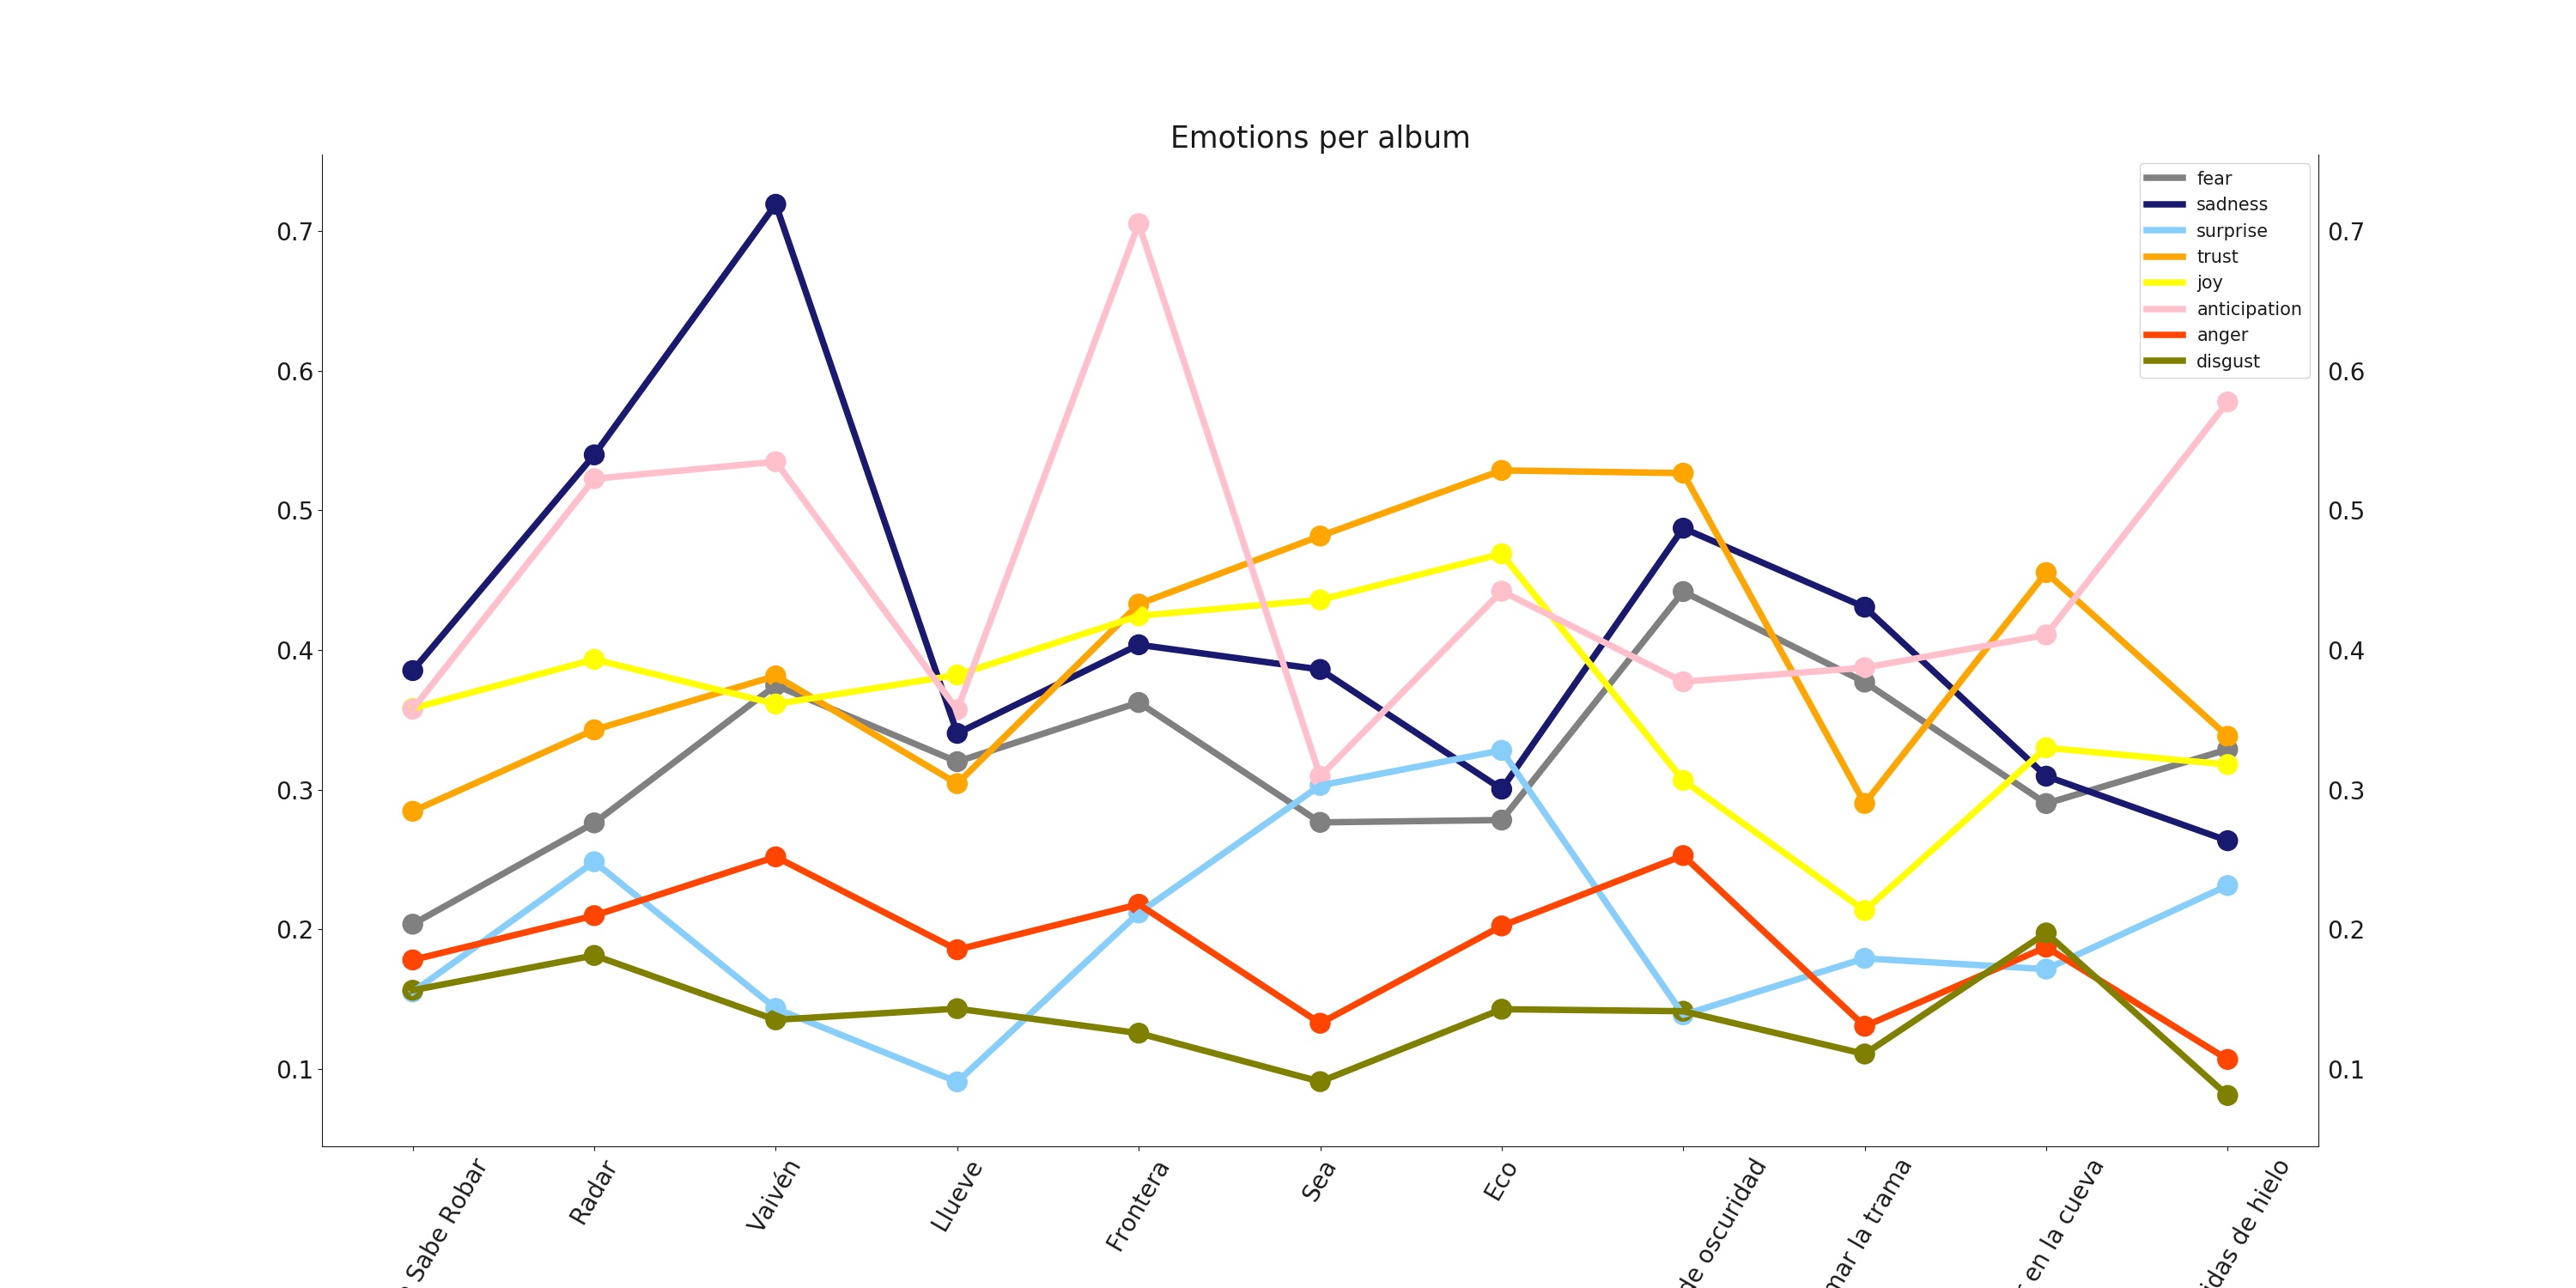 Emotions per album
fear
sadness
surprise
trust
joy
anticipation
anger
disgust
0.7
0.6
0.5
0.4
0.3
0.2
0.1
0.7
0.6
0.5
0.4
0.3
0.2
0.1
Sabe Robar
Radar
Vaivén
Llueve
Frontera
Sea
Eco
de oscuridad
mar la trama
en la cueva
idas de hielo